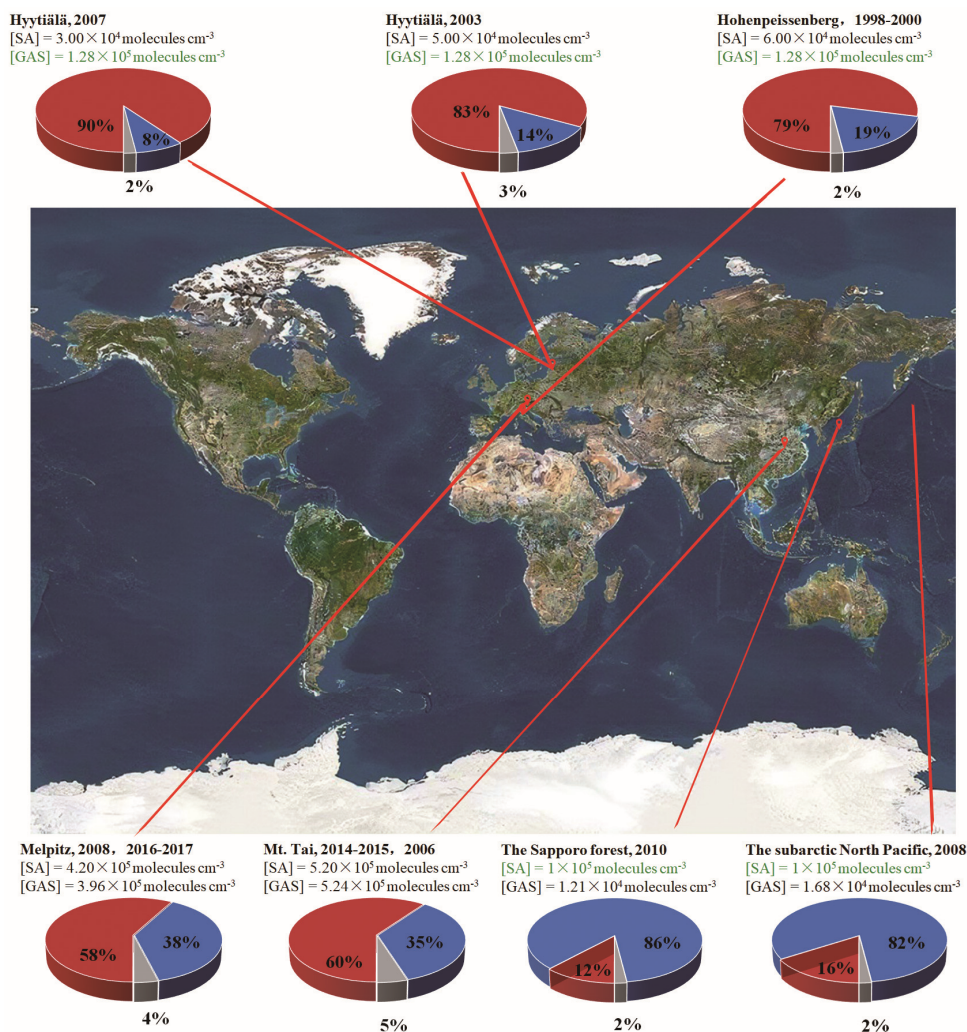 Hyytiälä, 2007
[SA] = 3.00×10⁴ molecules cm⁻³
[GAS] = 1.28×10⁵ molecules cm⁻³
90%
8%
2%
Hyytiälä, 2003
[SA] = 5.00×10⁴ molecules cm⁻³
[GAS] = 1.28×10⁵ molecules cm⁻³
83%
14%
3%
Hohenpeissenberg，1998-2000
[SA] = 6.00×10⁴ molecules cm⁻³
[GAS] = 1.28×10⁵ molecules cm⁻³
79%
19%
2%
Melpitz, 2008，2016-2017
[SA] = 4.20×10⁵ molecules cm⁻³
[GAS] = 3.96×10⁵ molecules cm⁻³
58%
38%
4%
Mt. Tai, 2014-2015，2006
[SA] = 5.20×10⁵ molecules cm⁻³
[GAS] = 5.24×10⁵ molecules cm⁻³
60%
35%
5%
The Sapporo forest, 2010
[SA] = 1×10⁵ molecules cm⁻³
[GAS] = 1.21×10⁴ molecules cm⁻³
86%
12%
2%
The subarctic North Pacific, 2008
[SA] = 1×10⁵ molecules cm⁻³
[GAS] = 1.68×10⁴ molecules cm⁻³
82%
16%
2%